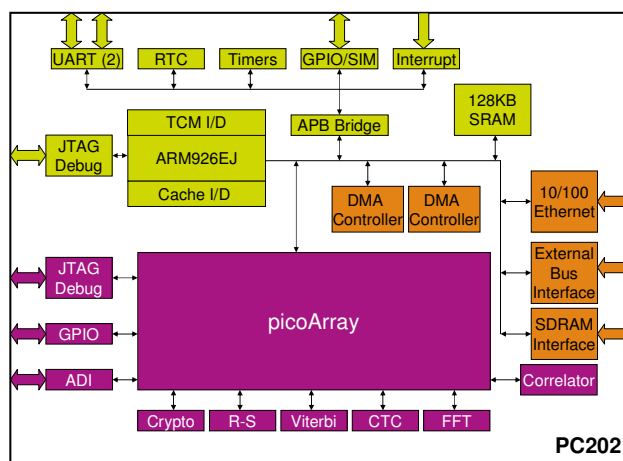 UART (2)
RTC
Timers
GPIO/SIM
Interrupt
128KB
SRAM
TCM I/D
APB Bridge
JTAG
Debug
ARM926EJ
Cache I/D
DMA
Controller
DMA
Controller
10/100
Ethernet
External
Bus
Interface
SDRAM
Interface
JTAG
Debug
picoArray
GPIO
ADI
Correlator
Crypto
R-S
Viterbi
CTC
FFT
PC202